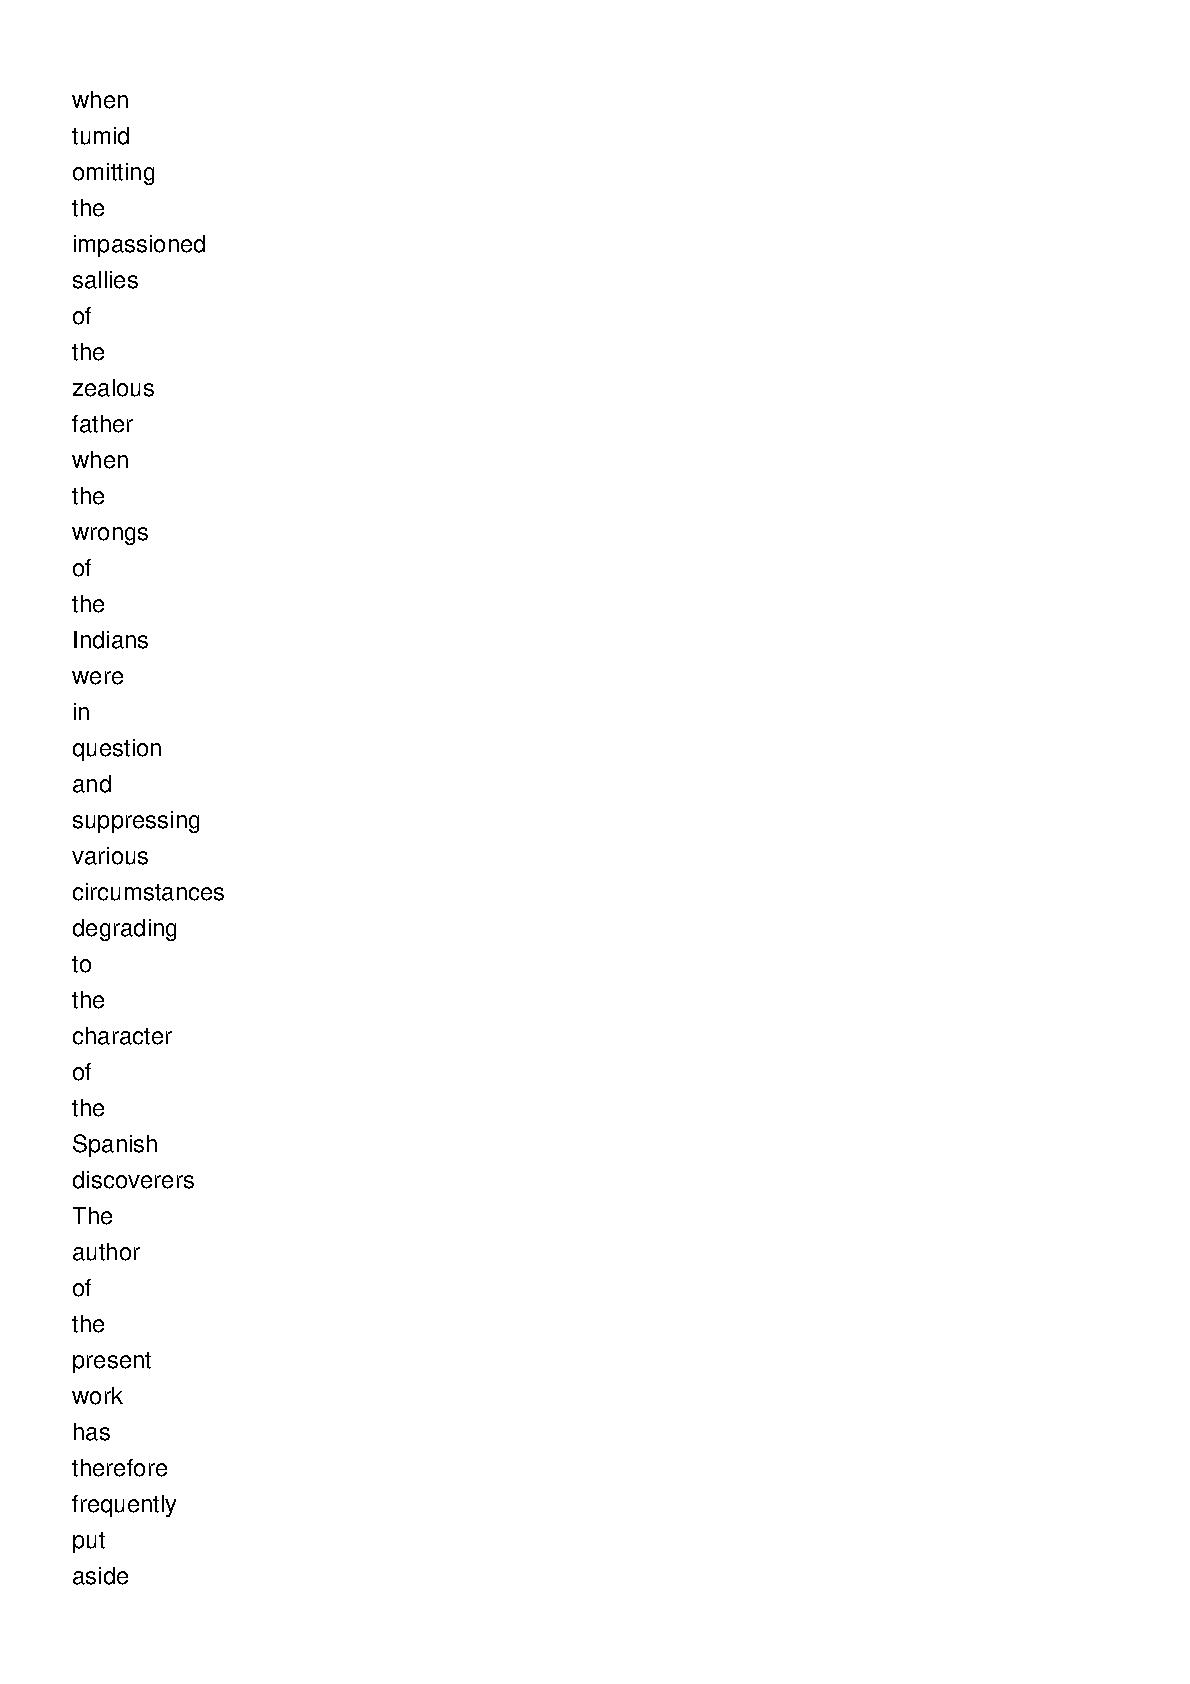 when
tumid
omitting
the
impassioned
sallies
of
the
zealous
father
when
the
wrongs
of
the
Indians
were
in
question
and
suppressing
various
circumstances
degrading
to
the
character
of
the
Spanish
discoverers
The
author
of
the
present
work
has
therefore
frequently
put
aside